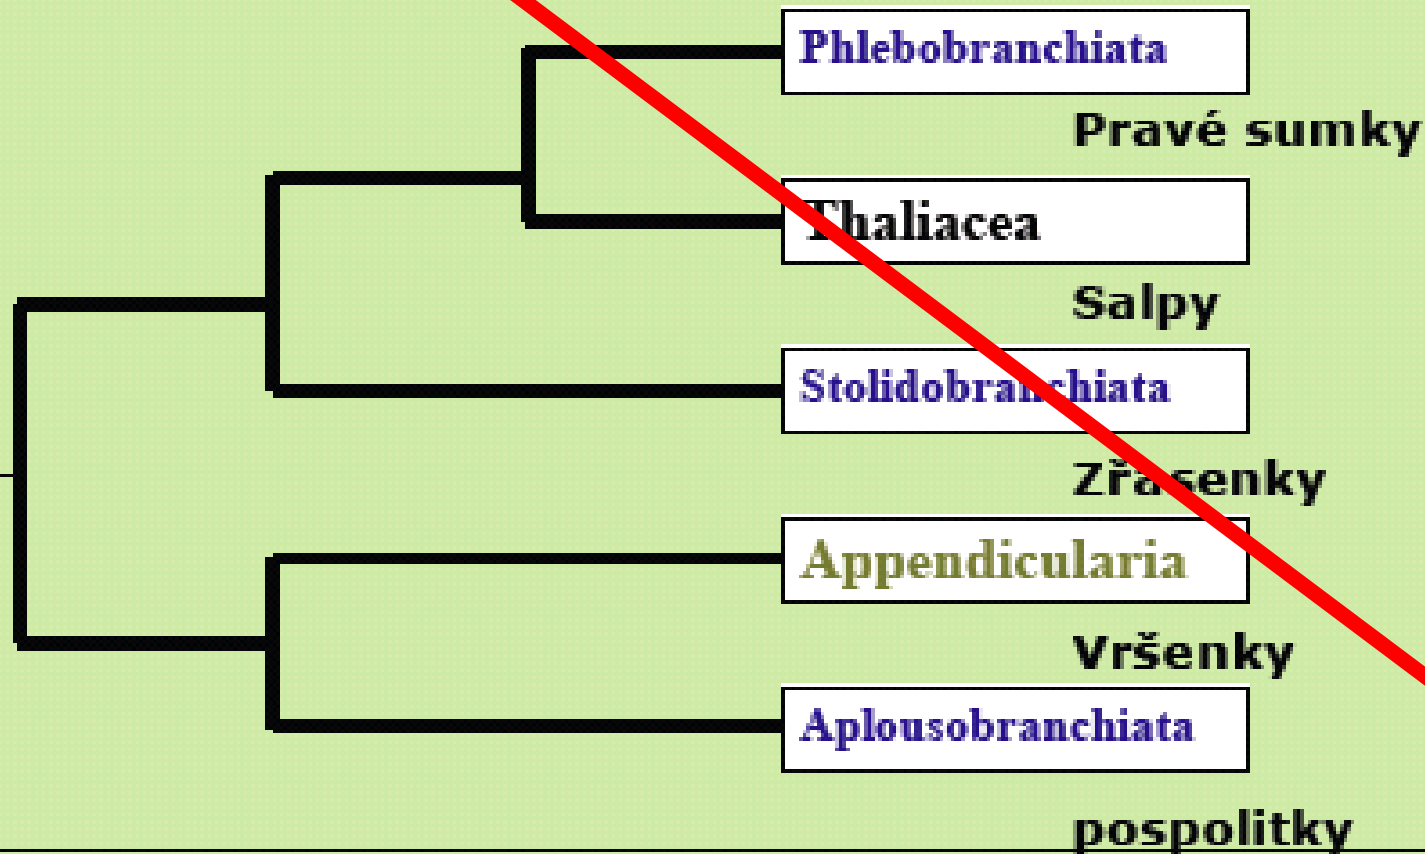 Phlebobranchiata
Pravé sumky
Thaliacea
Salpy
Stolidobranchiata
Zřasenky
Appendicularia
Vršenky
Aplousobranchiata
pospolitky